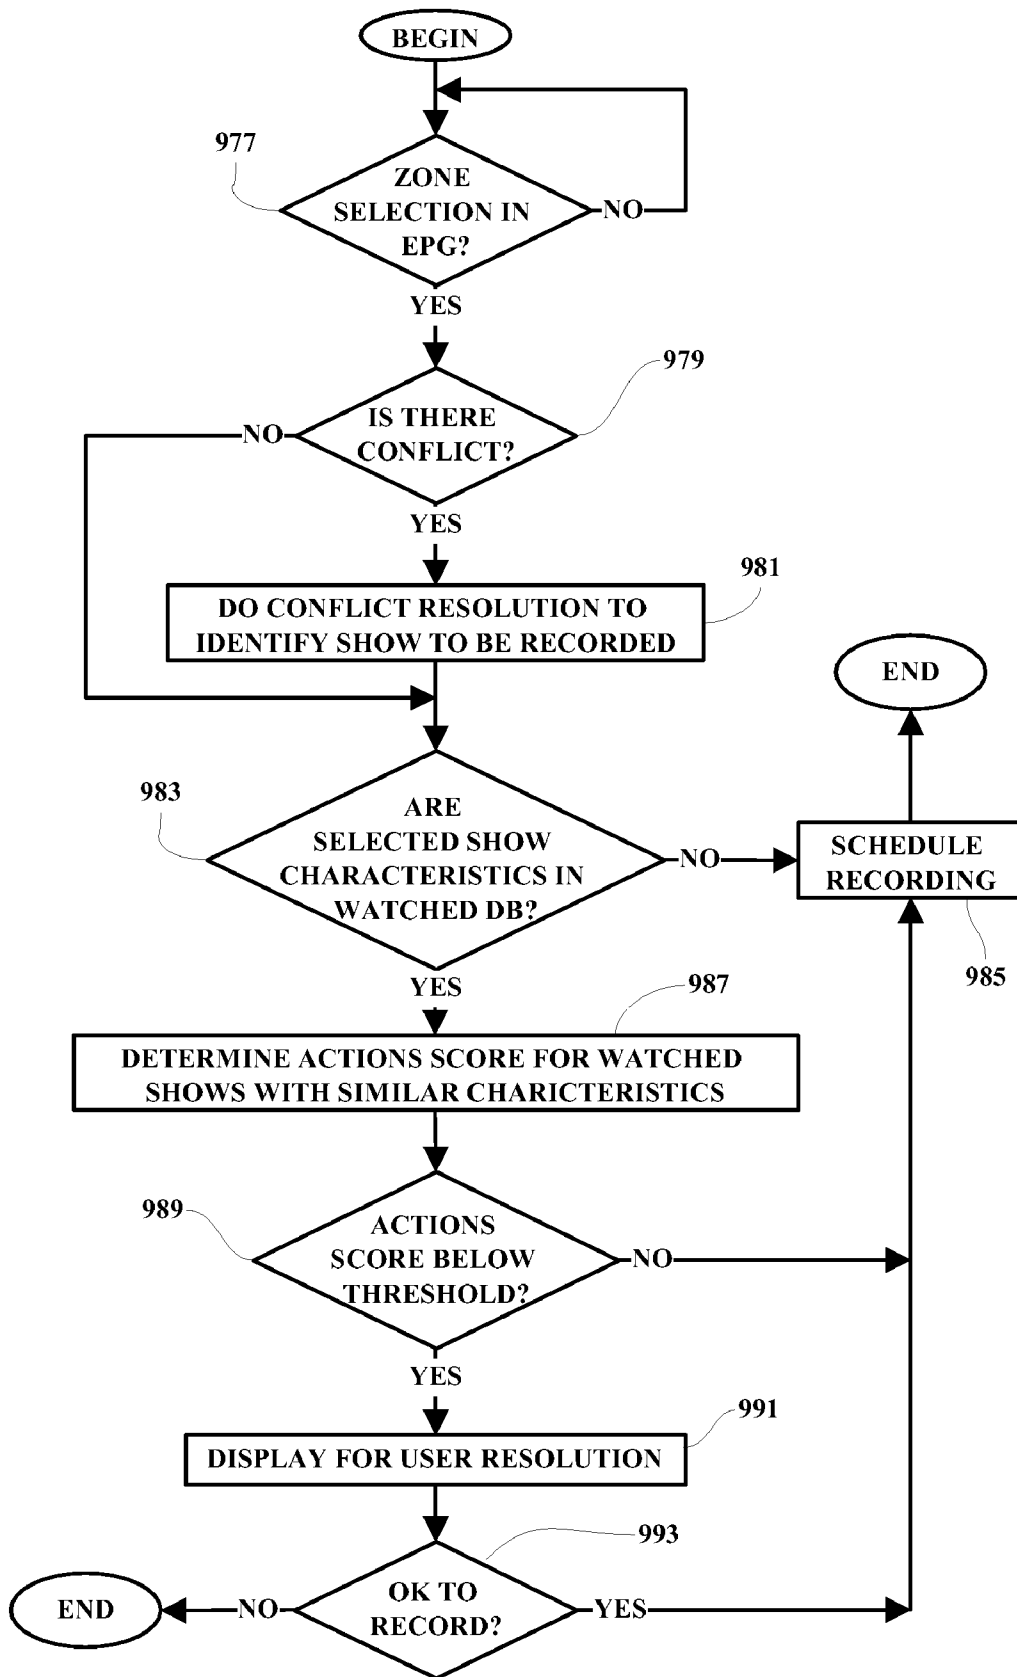 BEGIN
977
ZONE
SELECTION IN
EPG?
NO
YES
979
IS THERE
CONFLICT?
NO
YES
981
DO CONFLICT RESOLUTION TO
IDENTIFY SHOW TO BE RECORDED
END
983
ARE
SELECTED SHOW
CHARACTERISTICS IN
WATCHED DB?
NO
SCHEDULE
RECORDING
985
YES
987
DETERMINE ACTIONS SCORE FOR WATCHED
SHOWS WITH SIMILAR CHARICTERISTICS
989
ACTIONS
SCORE BELOW
THRESHOLD?
NO
YES
991
DISPLAY FOR USER RESOLUTION
993
OK TO
RECORD?
NO
END
YES